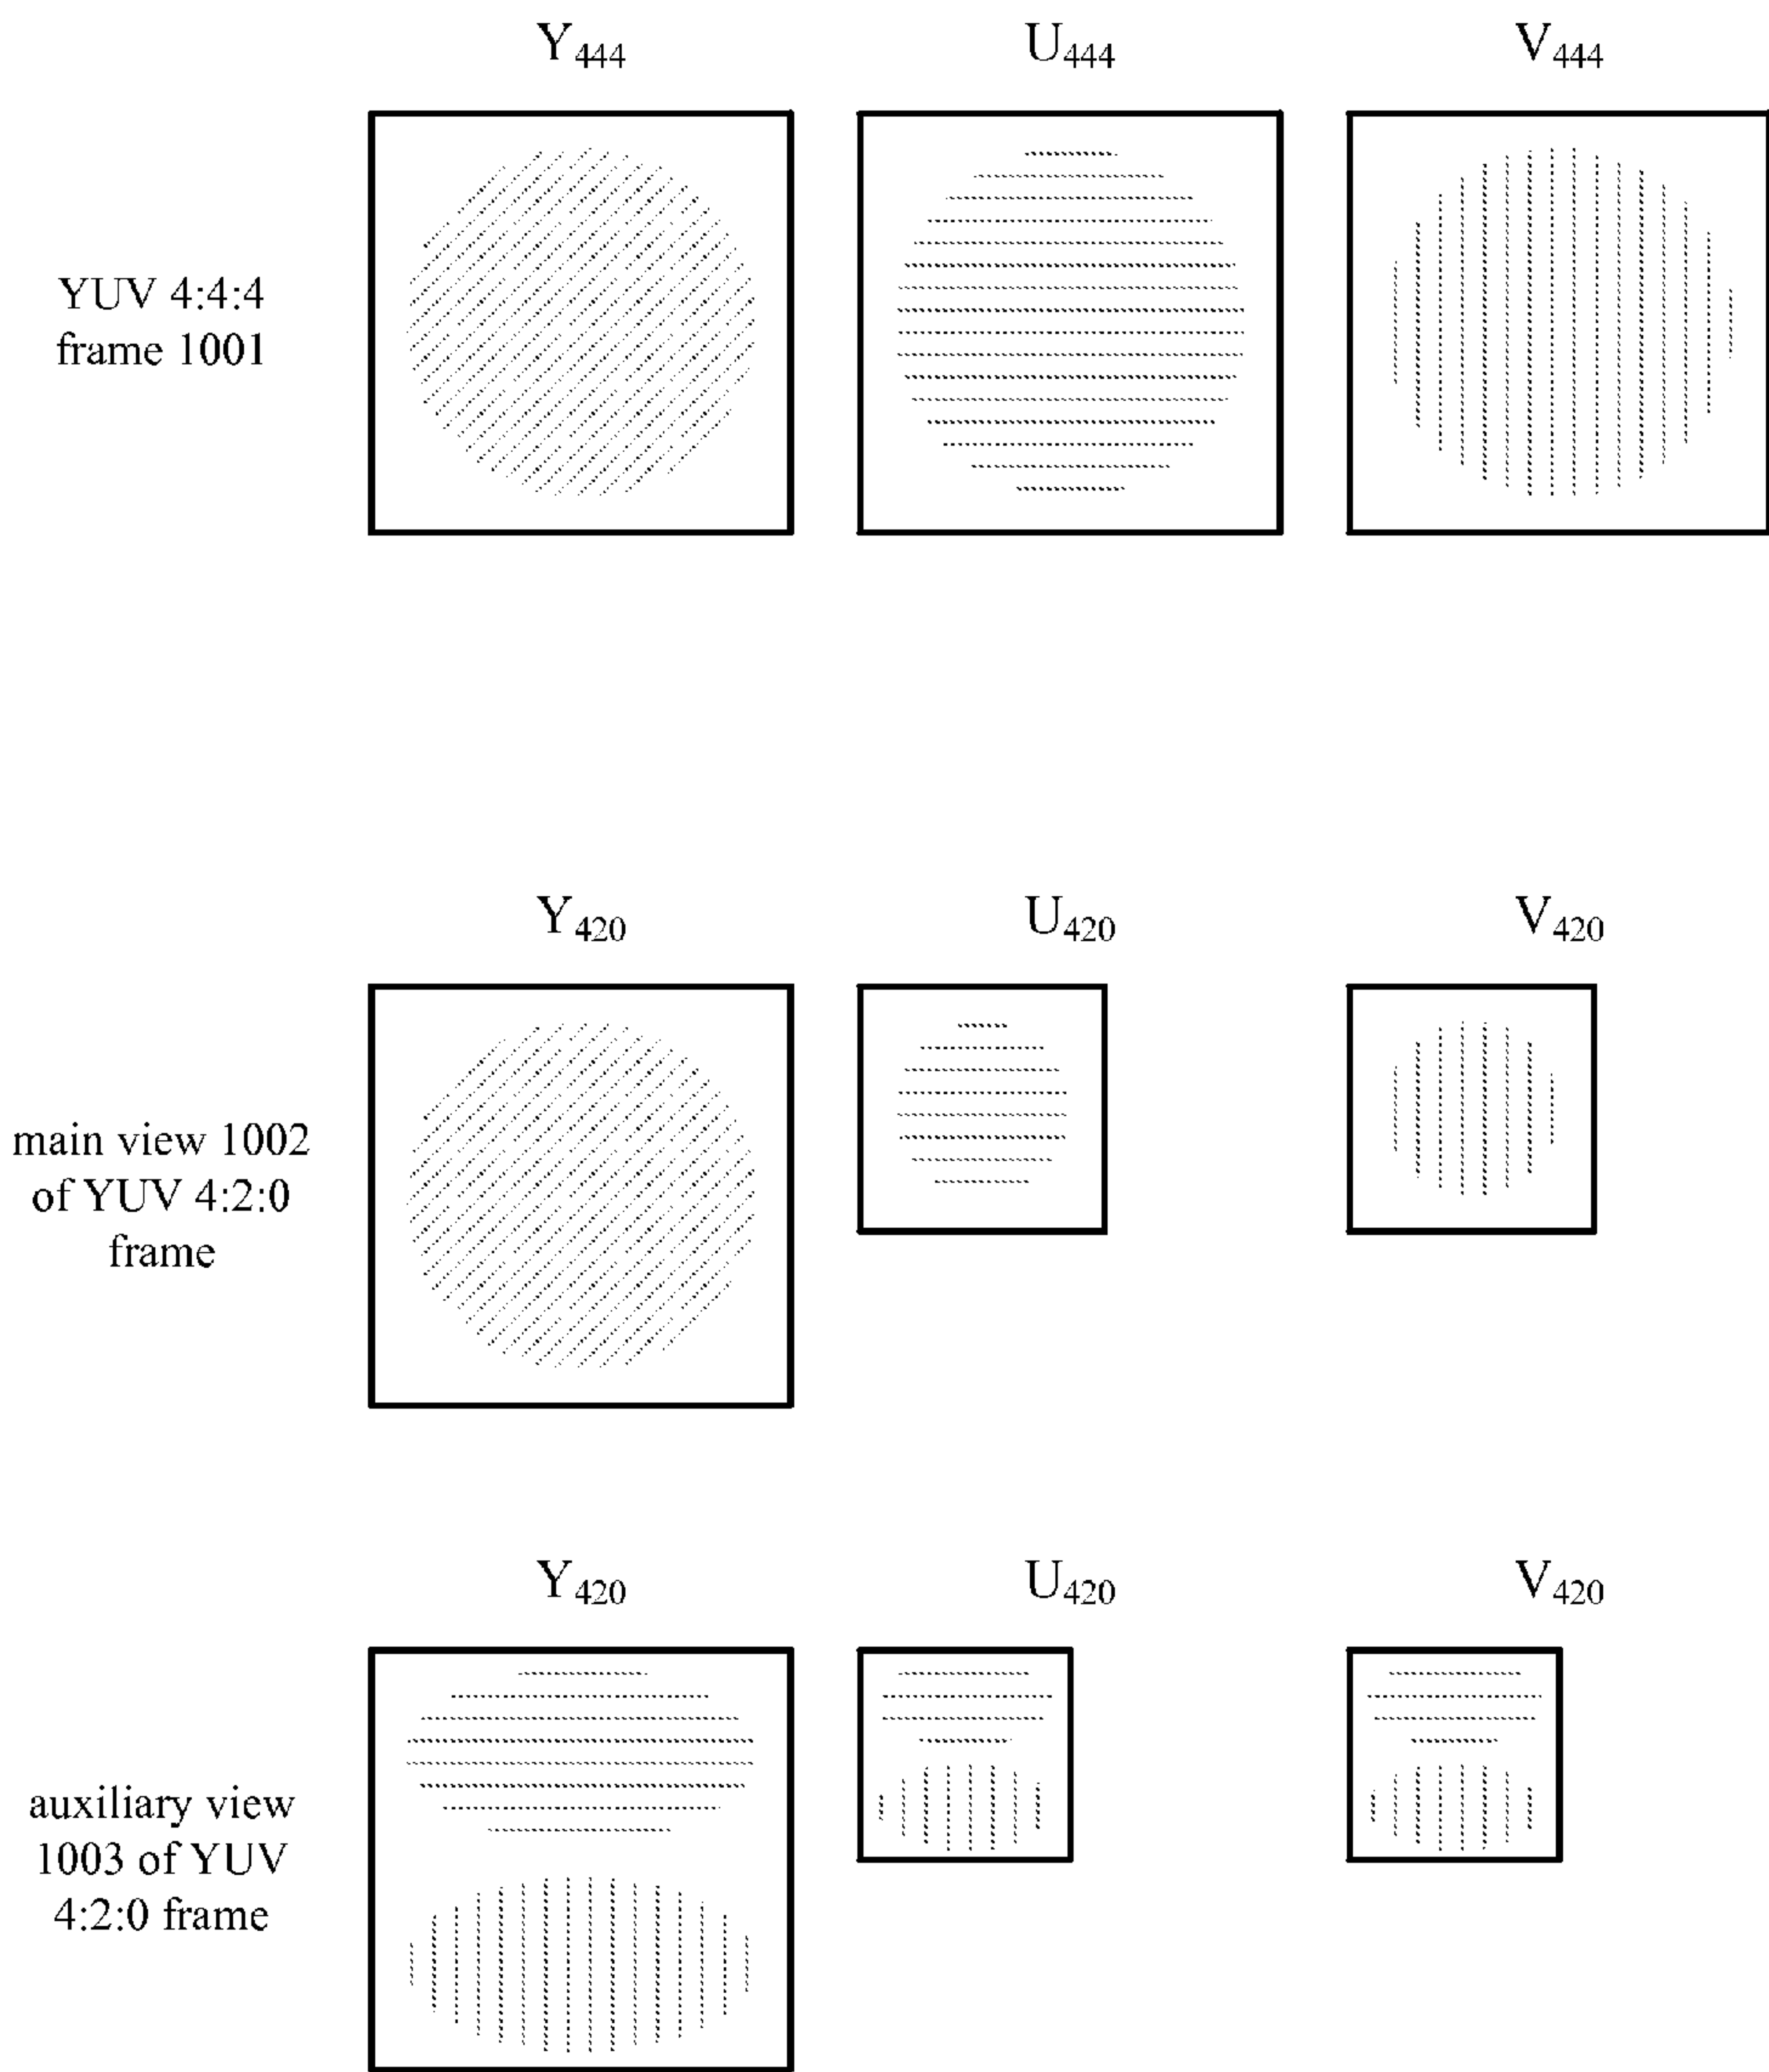 Y444 U444 V444
YUV 4:4:4
frame 1001
Y420 U420 V420
main view 1002
of YUV 4:2:0
frame
Y420 U420 V420
auxiliary view
1003 of YUV
4:2:0 frame